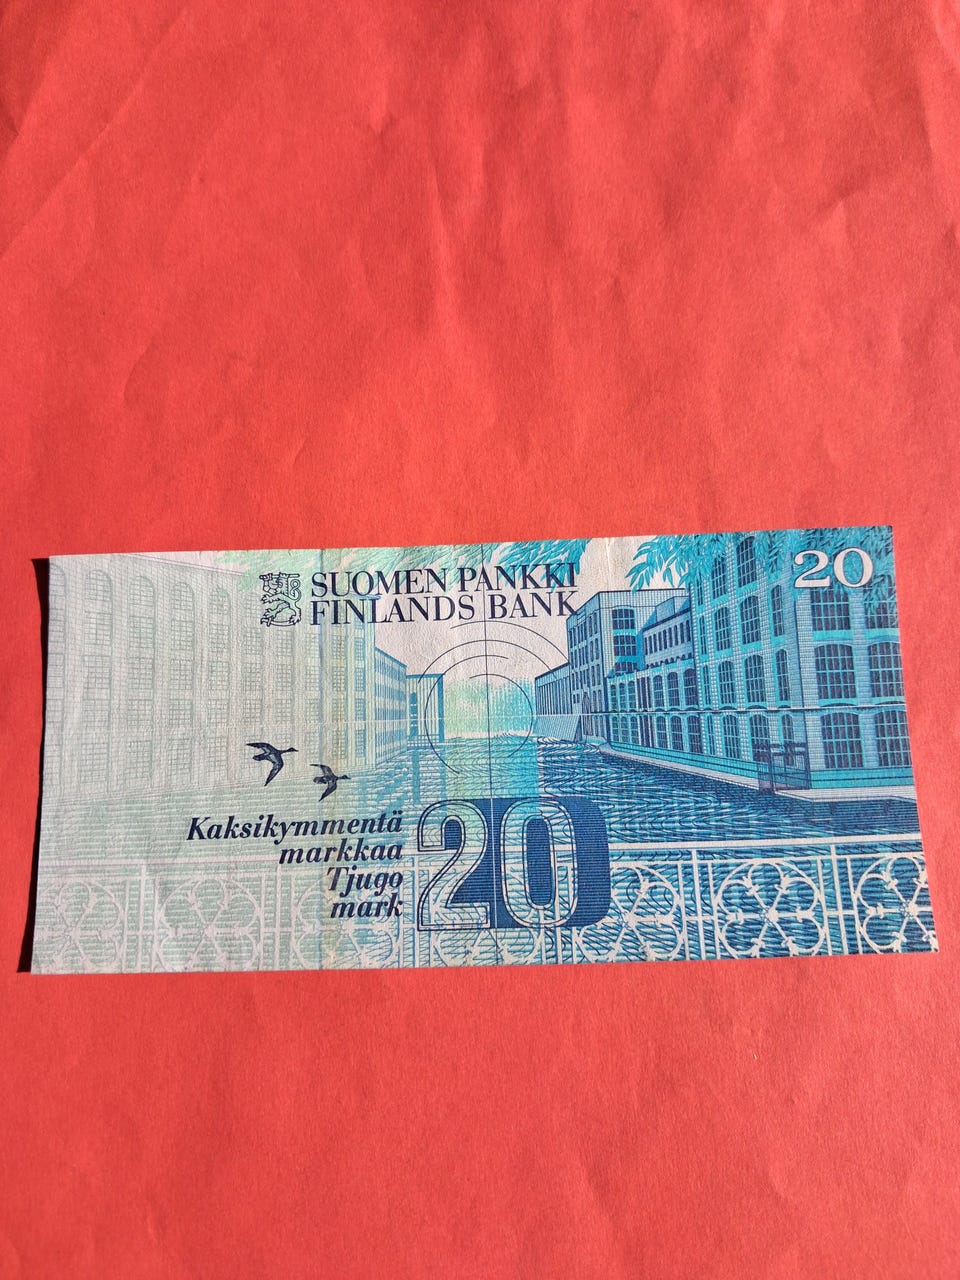 SUOMEN PANKKI
FINLANDS BANK
20
Kaksikymmentä
markkaa
Tjugo
mark
20